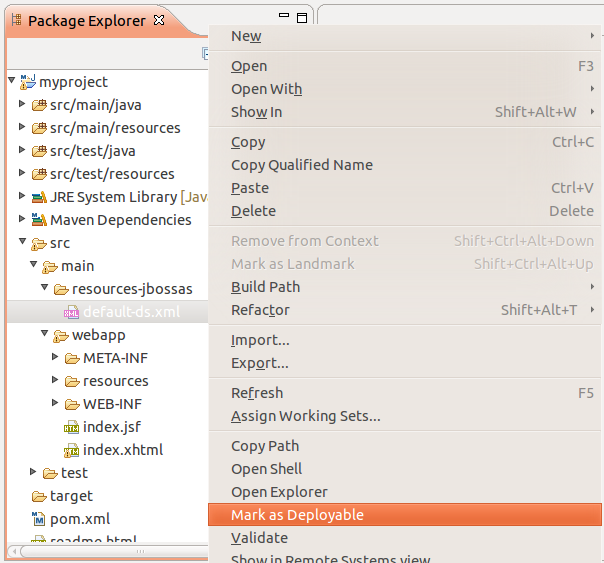 Package Explorer
myproject
src/main/java
src/main/resources
src/test/java
src/test/resources
JRE System Library [Java
Maven Dependencies
src
main
resources-jbossas
default-ds.xml
webapp
META-INF
resources
WEB-INF
index.jsf
index.xhtml
test
target
pom.xml
readme.html
New
Open F3
Open With
Show In Shift+Alt+W
Copy Ctrl+C
Copy Qualified Name
Paste Ctrl+V
Delete Delete
Remove from Context Shift+Ctrl+Alt+Down
Mark as Landmark Shift+Ctrl+Alt+Up
Build Path
Refactor Shift+Alt+T
Import...
Export...
Refresh F5
Assign Working Sets...
Copy Path
Open Shell
Open Explorer
Mark as Deployable
Validate
Show in Remote Systems view